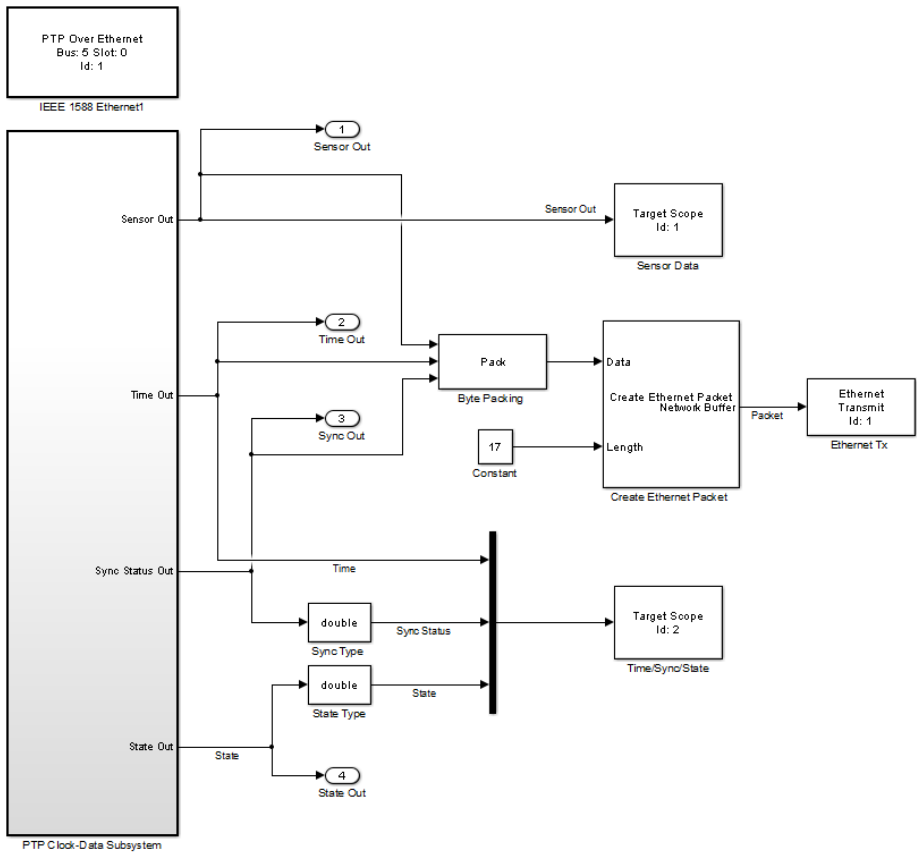 PTP Over Ethernet
Bus: 5 Slot: 0
Id: 1
IEEE 1588 Ethernet1
1
Sensor Out
Sensor Out
Sensor Out
Target Scope
Id: 1
Sensor Data
2
Time Out
Pack
Byte Packing
Data
Create Ethernet Packet
Network Buffer
Length
Create Ethernet Packet
Packet
Ethernet
Transmit
Id: 1
Ethernet Tx
Time Out
3
Sync Out
17
Constant
Sync Status Out
Time
double
Sync Type
Sync Status
Target Scope
Id: 2
Time/Sync/State
double
State Type
State
State Out
State
4
State Out
PTP Clock-Data Subsystem